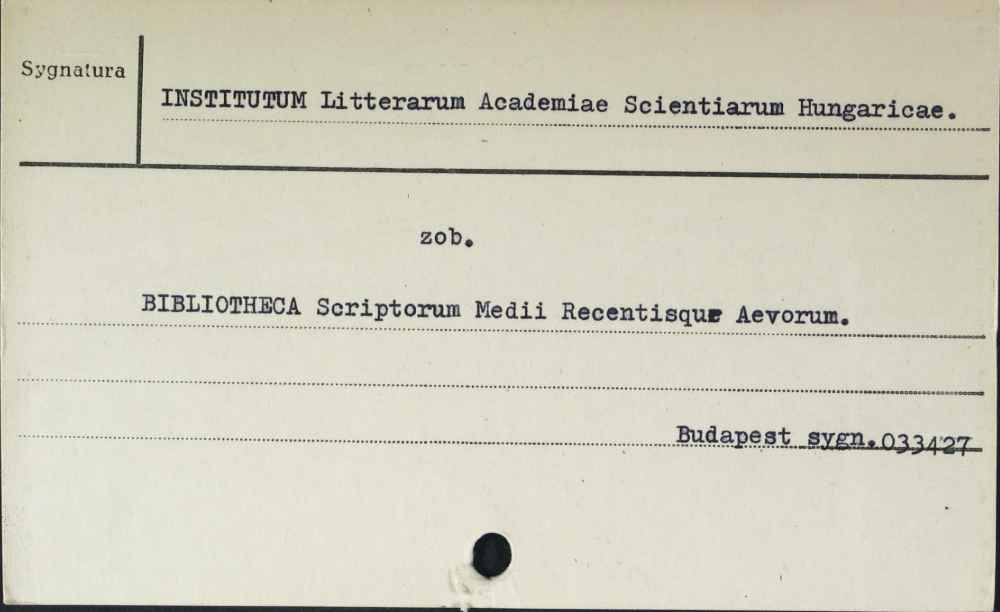 Sygnatura
INSTITUTUM Litterarum Academiae Scientiarum Hungaricae.
zob.
BIBLIOTHECA Scriptorum Medii Recentisque Aevorum.
Budapest sygn. 033427